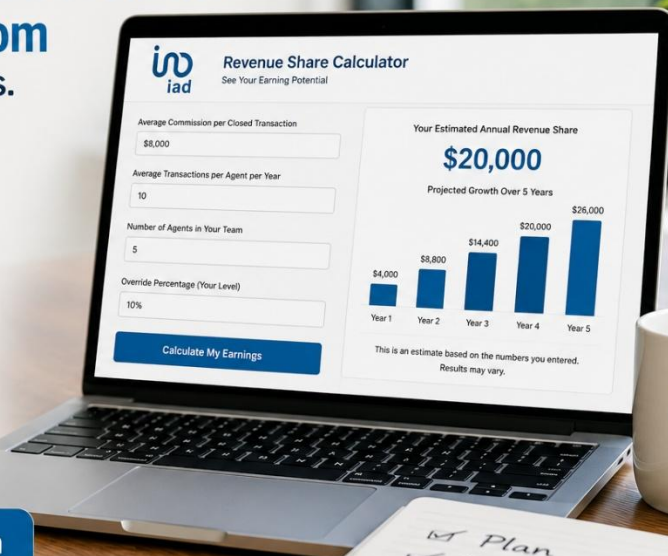 om
s.
iad
Revenue Share Calculator
See Your Earning Potential
Average Commission per Closed Transaction
$8,000
Average Transactions per Agent per Year
10
Number of Agents in Your Team
5
Override Percentage (Your Level)
10%
Calculate My Earnings
Your Estimated Annual Revenue Share
$20,000
Projected Growth Over 5 Years
$4,000
$8,800
$14,400
$20,000
$26,000
Year 1
Year 2
Year 3
Year 4
Year 5
This is an estimate based on the numbers you entered.
Results may vary.
Plan